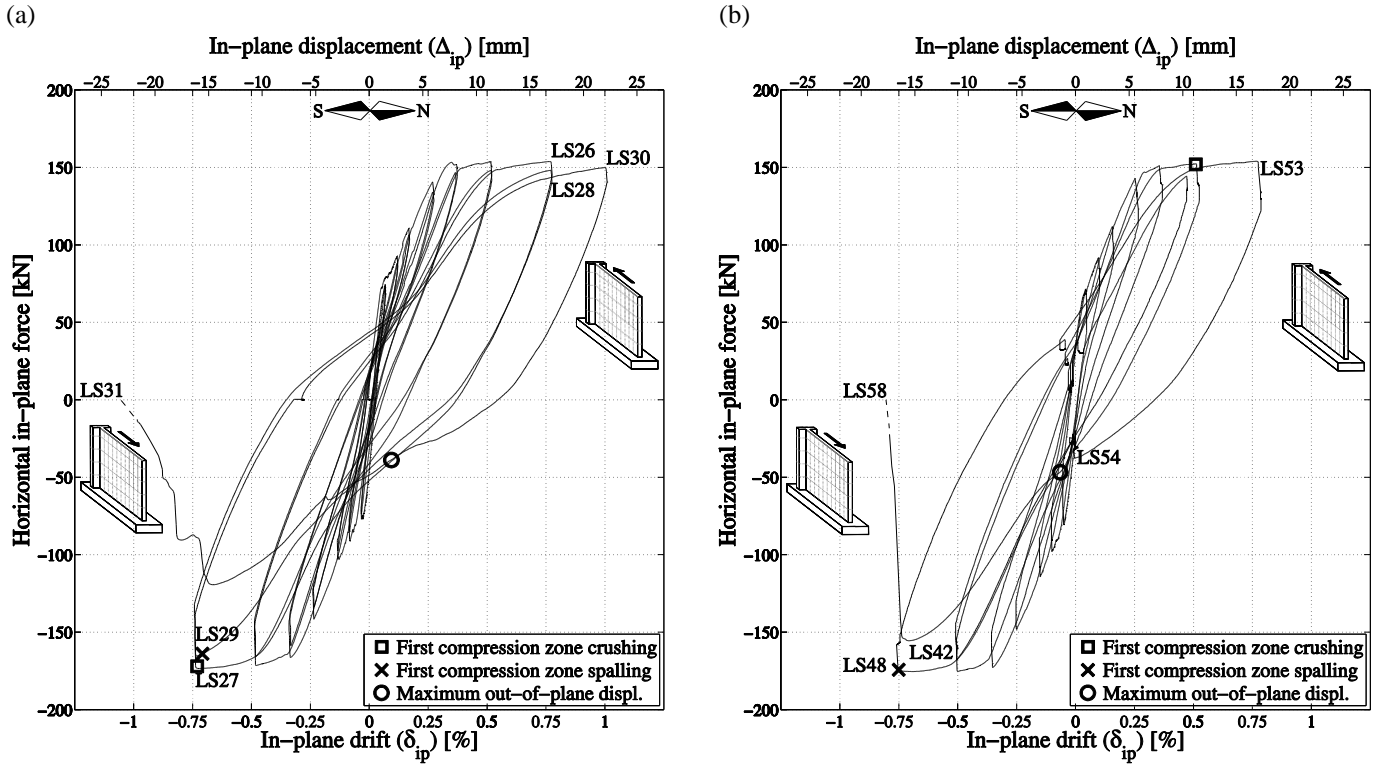 (a)
In−plane displacement (Δip) [mm]
−25 −20 −15 −10 −5 0 5 10 15 20 25
200
150
100
50
0
−50
−100
−150
−200
Horizontal in−plane force [kN]
S N
LS26
LS30
LS28
LS31
LS29
LS27
First compression zone crushing
First compression zone spalling
Maximum out−of−plane displ.
−1 −0.75 −0.5 −0.25 0 0.25 0.5 0.75 1
In−plane drift (δip) [%]
(b)
In−plane displacement (Δip) [mm]
−25 −20 −15 −10 −5 0 5 10 15 20 25
200
150
100
50
0
−50
−100
−150
−200
Horizontal in−plane force [kN]
S N
LS53
LS58
LS54
LS42
LS48
First compression zone crushing
First compression zone spalling
Maximum out−of−plane displ.
−1 −0.75 −0.5 −0.25 0 0.25 0.5 0.75 1
In−plane drift (δip) [%]